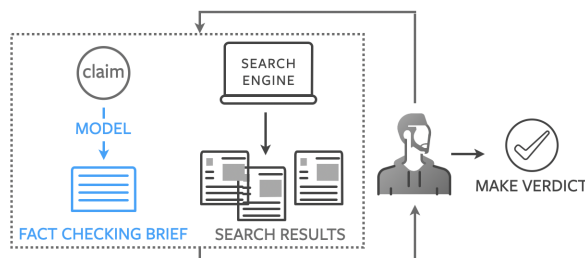 claim
MODEL
FACT CHECKING BRIEF
SEARCH
ENGINE
SEARCH RESULTS
MAKE VERDICT